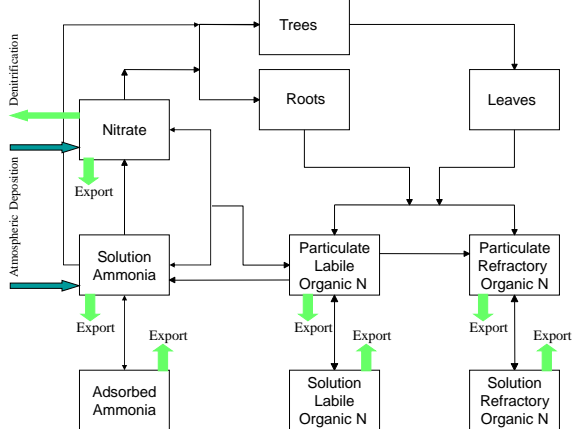 Trees
Denitrification
Roots
Leaves
Nitrate
Export
Atmospheric Deposition
Solution
Ammonia
Particulate
Labile
Organic N
Particulate
Refractory
Organic N
Export
Export
Export
Export
Export
Export
Adsorbed
Ammonia
Solution
Labile
Organic N
Solution
Refractory
Organic N